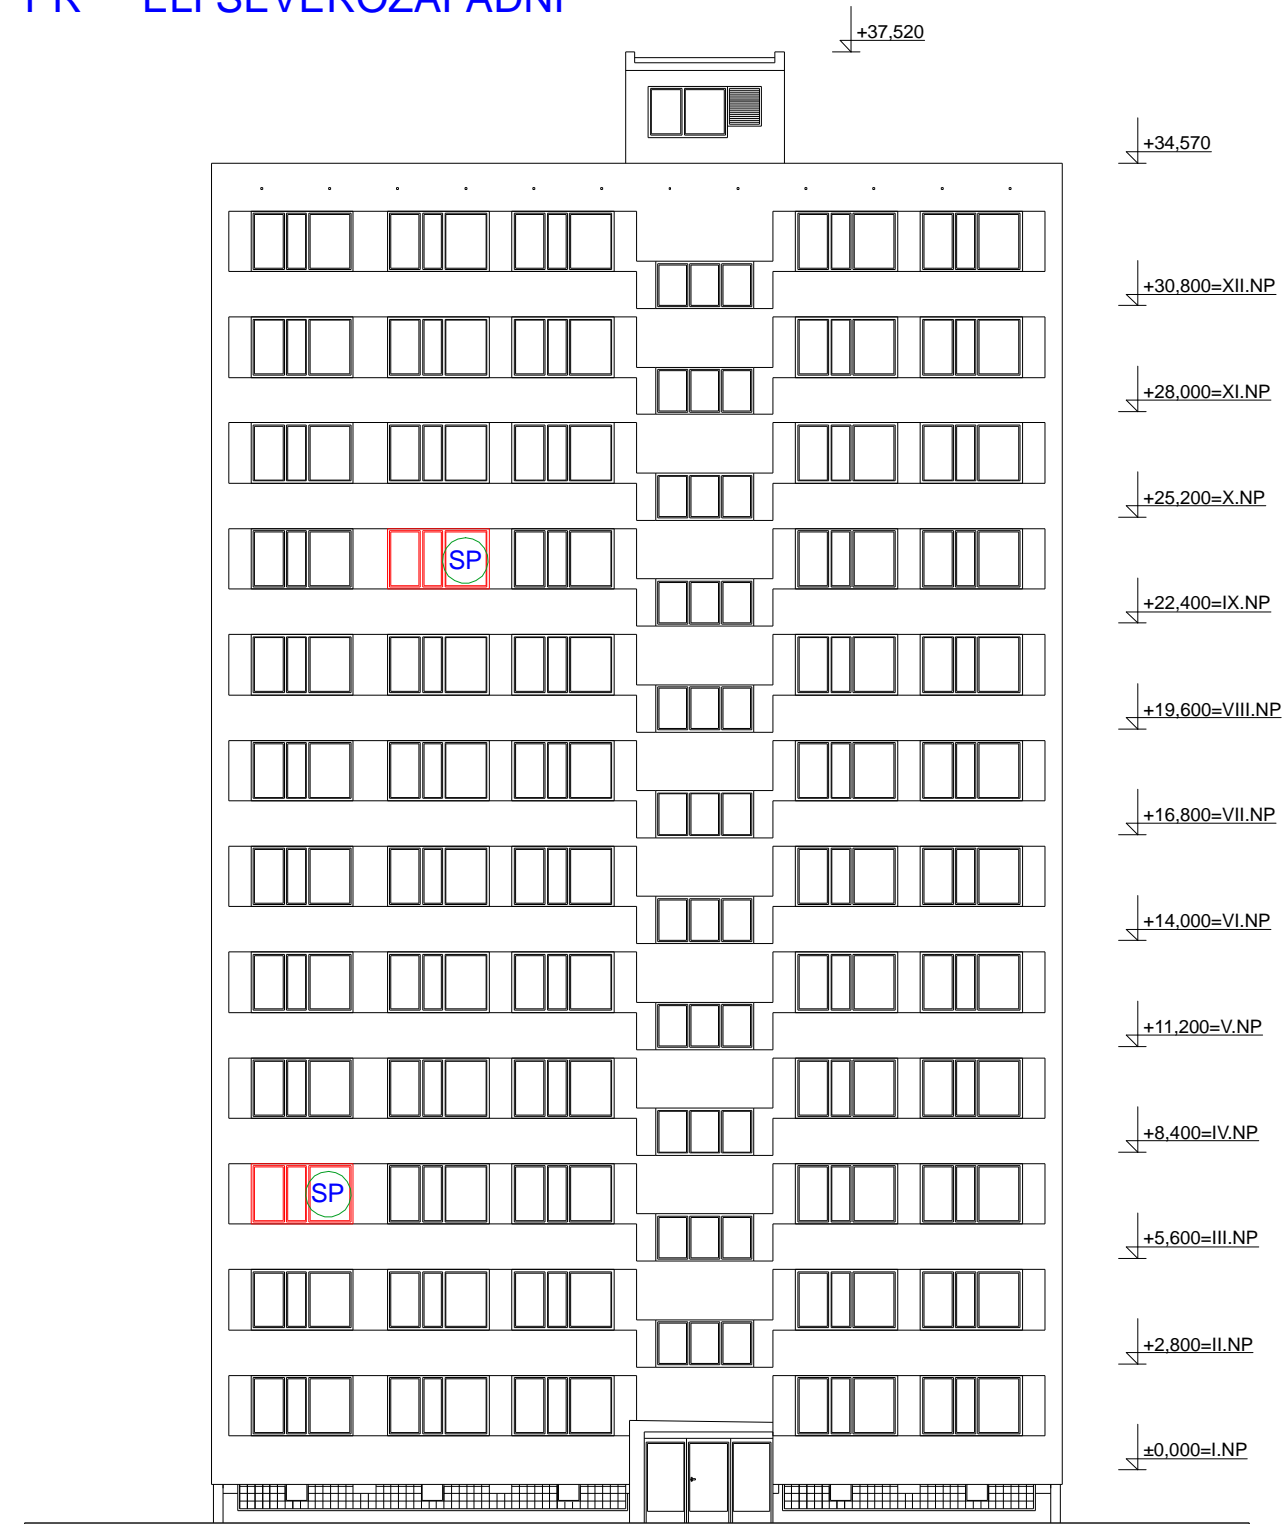 +37,520
+34,570
+30,800=XII.NP
+28,000=XI.NP
+25,200=X.NP
SP
+22,400=IX.NP
+19,600=VIII.NP
+16,800=VII.NP
+14,000=VI.NP
+11,200=V.NP
+8,400=IV.NP
SP
+5,600=III.NP
+2,800=II.NP
±0,000=I.NP